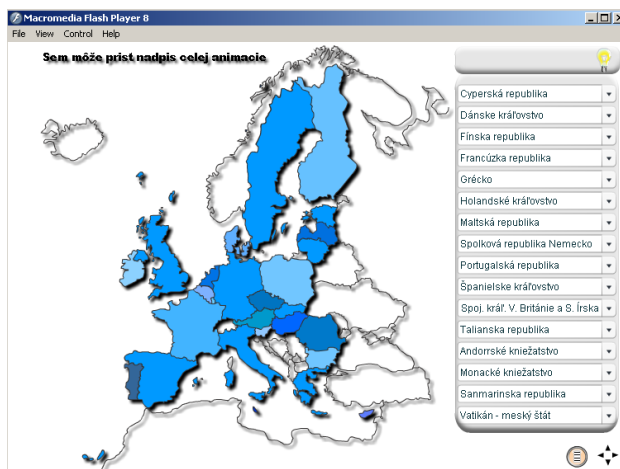 Macromedia Flash Player 8
File View Control Help
Sem môže prist nadpis celej animacie
Cyperská republika
Dánske kráľovstvo
Fínska republika
Francúzka republika
Grécko
Holandské kráľovstvo
Maltská republika
Spolková republika Nemecko
Portugalská republika
Španielske kráľovstvo
Spoj. kráľ. V. Británie a S. Írska
Talianska republika
Andorrské kniežatstvo
Monacké kniežatstvo
Sanmarinska republika
Vatikán - meský štát